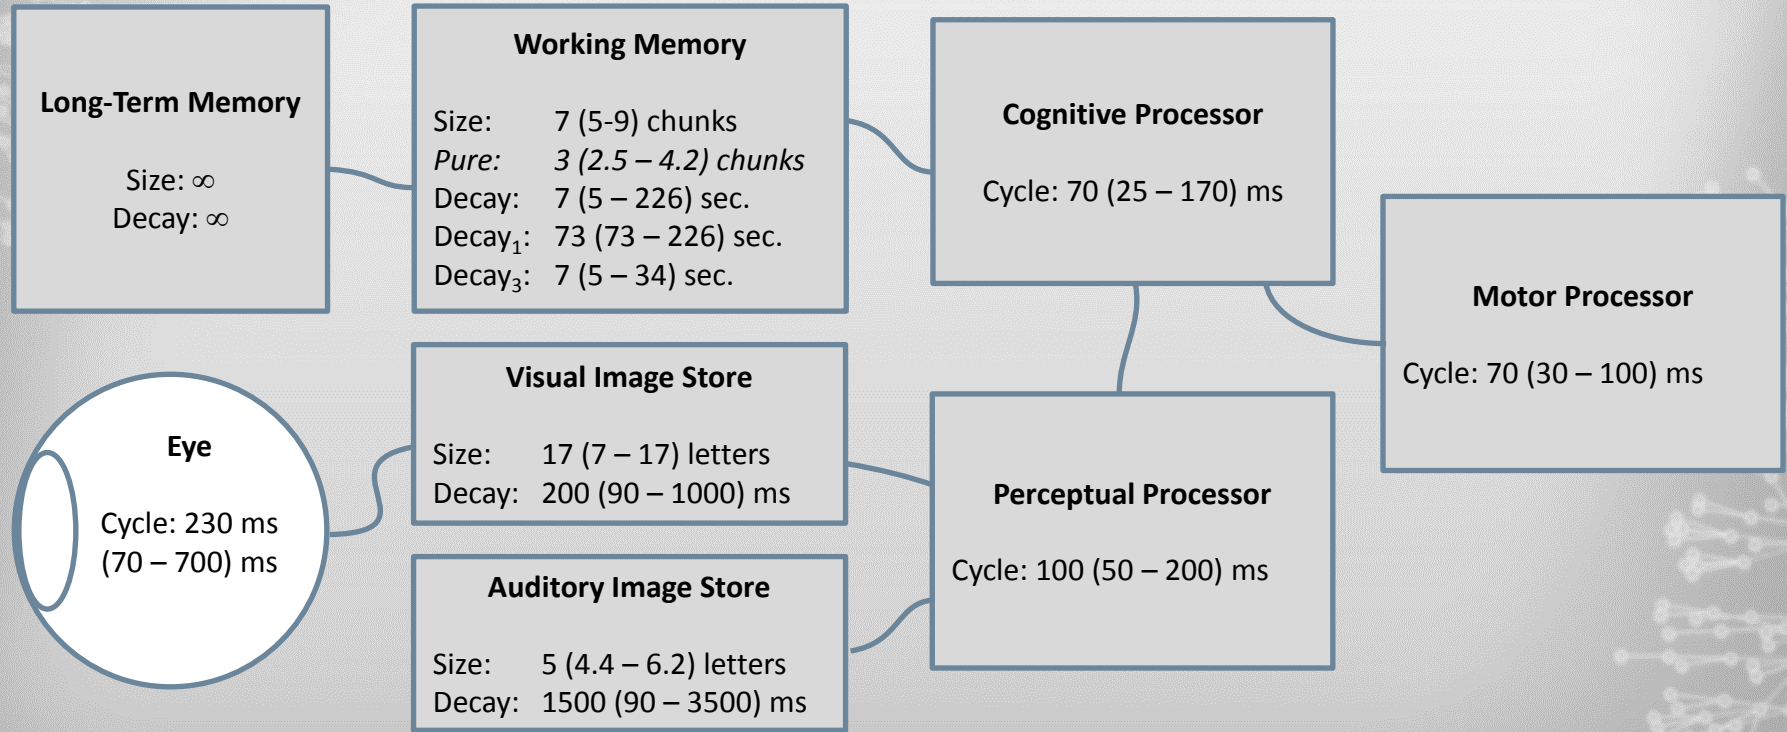 Long-Term Memory
Size: ∞
Decay: ∞
Working Memory
Size: 7 (5-9) chunks
Pure: 3 (2.5 – 4.2) chunks
Decay: 7 (5 – 226) sec.
Decay₁: 73 (73 – 226) sec.
Decay₃: 7 (5 – 34) sec.
Cognitive Processor
Cycle: 70 (25 – 170) ms
Motor Processor
Cycle: 70 (30 – 100) ms
Eye
Cycle: 230 ms
(70 – 700) ms
Visual Image Store
Size: 17 (7 – 17) letters
Decay: 200 (90 – 1000) ms
Auditory Image Store
Size: 5 (4.4 – 6.2) letters
Decay: 1500 (90 – 3500) ms
Perceptual Processor
Cycle: 100 (50 – 200) ms